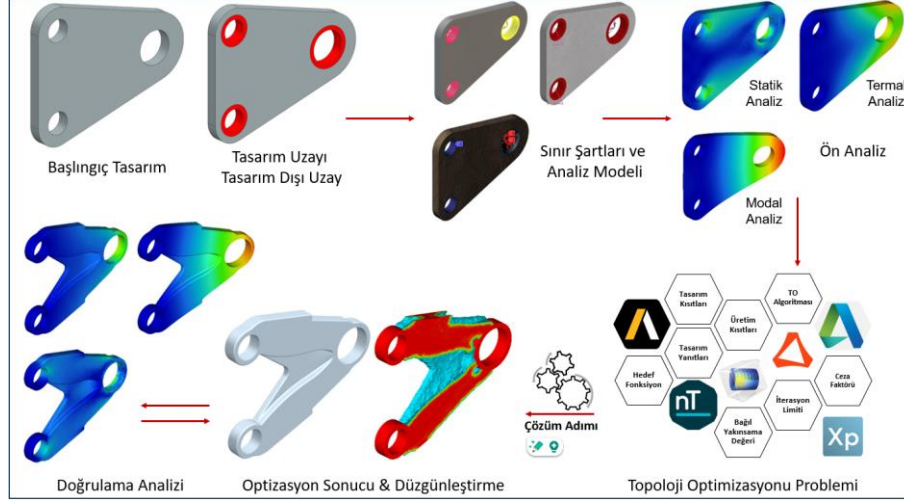 Başlıngıç Tasarım
Tasarım Uzayı
Tasarım Dışı Uzay
Sınır Şartları ve
Analiz Modeli
Statik
Analiz
Termal
Analiz
Modal
Analiz
Ön Analiz
Tasarım
Kısıtları
TO
Algoritması
Üretim
Kısıtları
Tasarım
Yanıtları
Hedef
Fonksiyon
Ceza
Faktörü
İterasyon
Limiti
Bağıl
Yakınsama
Değeri
nT
Xp
Çözüm Adımı
Doğrulama Analizi
Optizasyon Sonucu & Düzgünleştirme
Topoloji Optimizasyonu Problemi